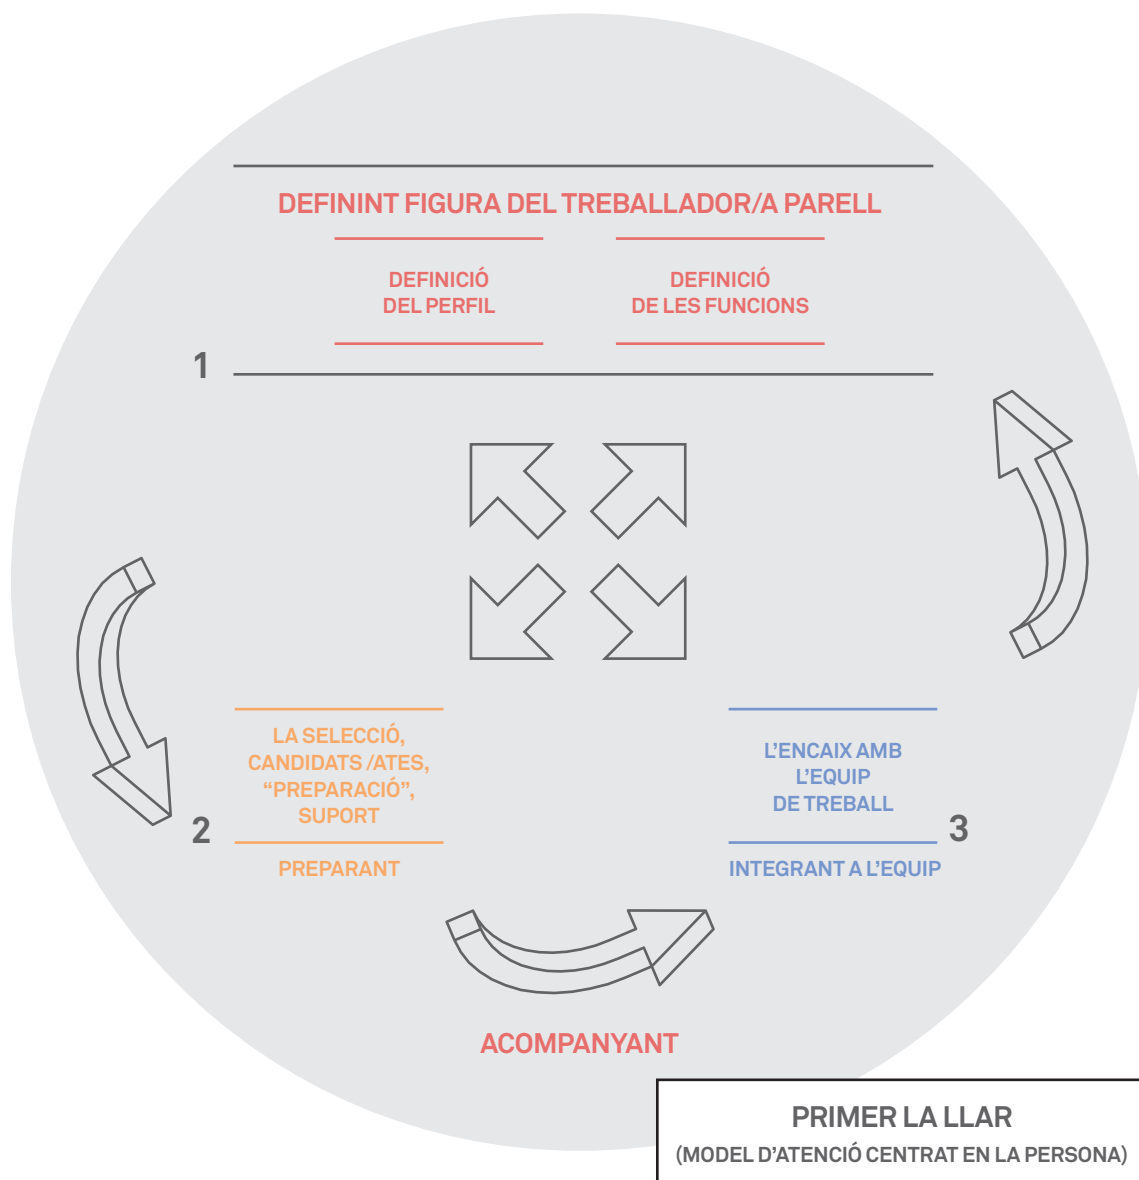 DEFININT FIGURA DEL TREBALLADOR/A PARELL
DEFINICIÓ
DEL PERFIL
DEFINICIÓ
DE LES FUNCIONS
1
LA SELECCIÓ,
CANDIDATS /ATES,
“PREPARACIÓ”,
SUPORT
2
PREPARANT
L’ENCAIX AMB
L’EQUIP
DE TREBALL
3
INTEGRANT A L’EQUIP
ACOMPANYANT
PRIMER LA LLAR
(MODEL D’ATENCIÓ CENTRAT EN LA PERSONA)